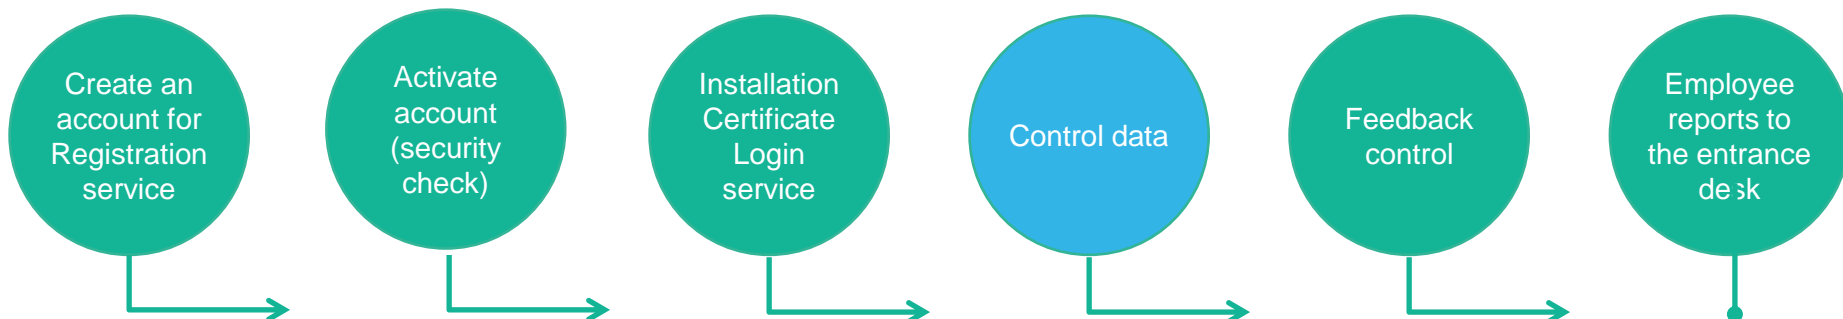 Create an
account for
Registration
service
Activate
account
(security
check)
Installation
Certificate
Login
service
Control data
Feedback
control
Employee
reports to
the entrance
desk